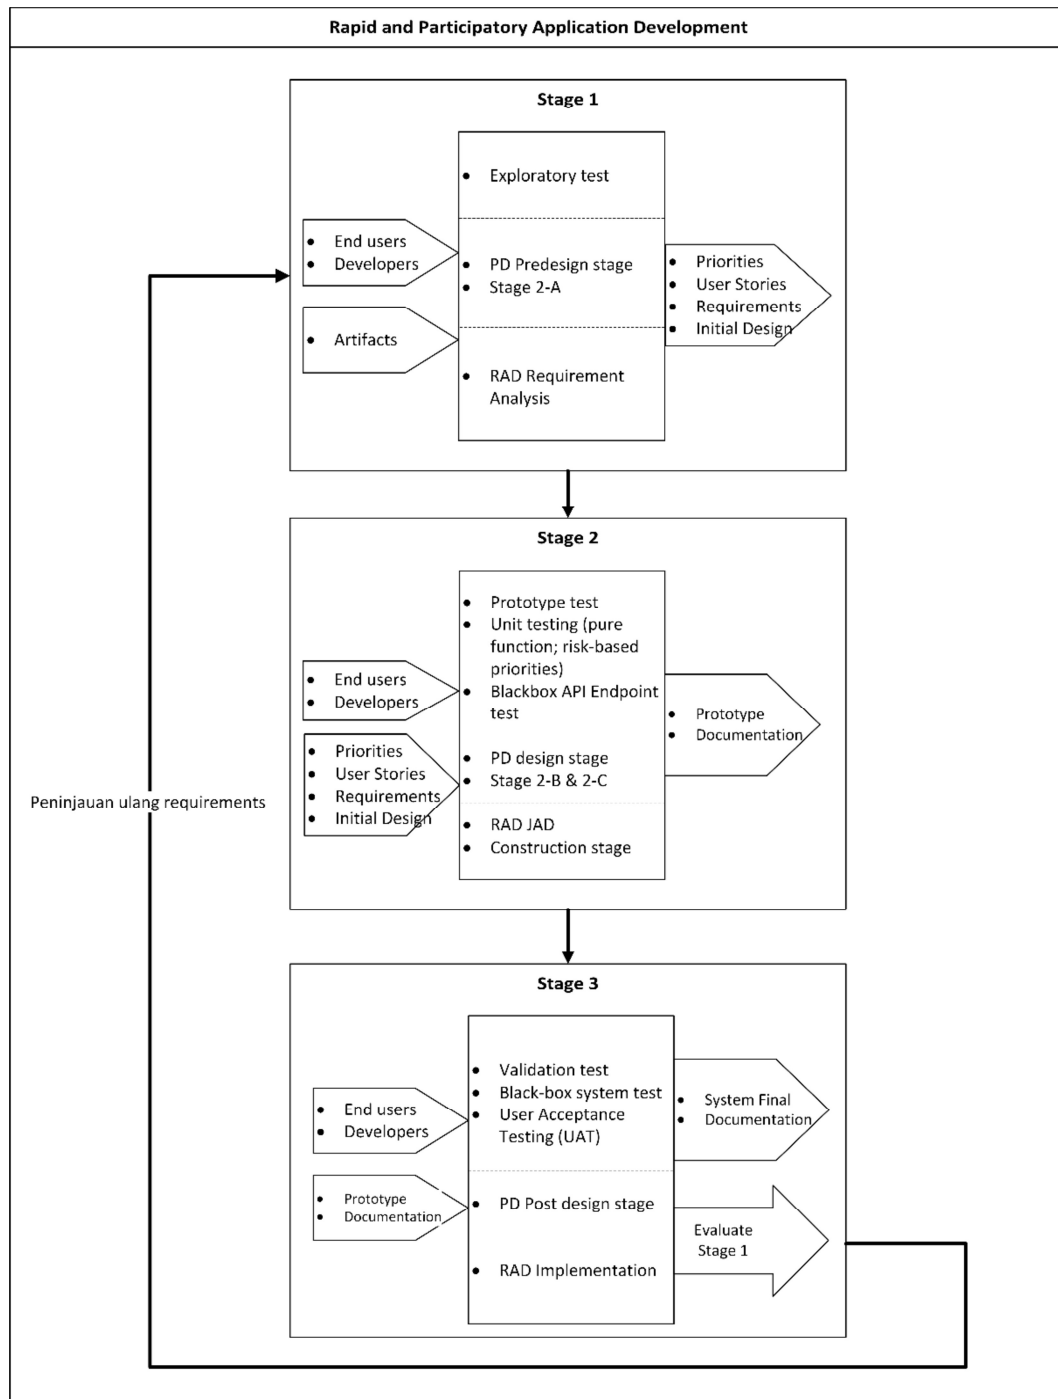 Rapid and Participatory Application Development
Stage 1
• Exploratory test
• End users
• Developers
• PD Predesign stage
• Stage 2-A
• Priorities
• User Stories
• Requirements
• Initial Design
• Artifacts
• RAD Requirement
Analysis
Stage 2
• Prototype test
• Unit testing (pure
function; risk-based
priorities)
• Blackbox API Endpoint
test
• End users
• Developers
• PD design stage
• Stage 2-B & 2-C
• Prototype
• Documentation
• Priorities
• User Stories
• Requirements
• Initial Design
• RAD JAD
• Construction stage
Peninjauan ulang requirements
Stage 3
• Validation test
• Black-box system test
• User Acceptance
Testing (UAT)
• End users
• Developers
• System Final
• Documentation
• Prototype
• Documentation
• PD Post design stage
• RAD Implementation
Evaluate
Stage 1